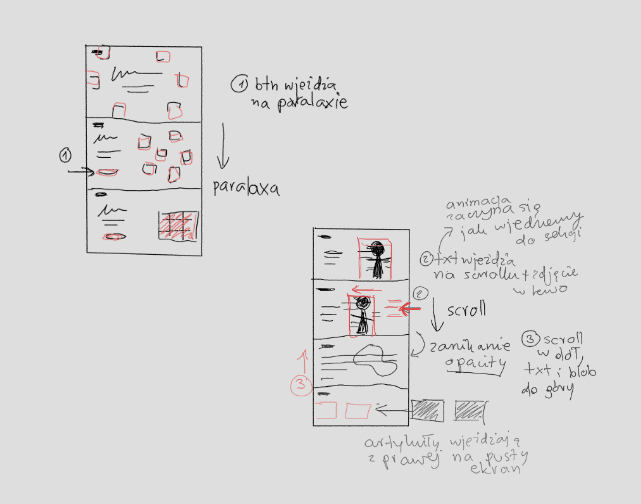 ① btn wjeżdża
na paralaxie
①
paralaxa
animacja
zaczyna się
jak wjedziemy
do sekcji
② txt wjeżdża
na scrollu + zdjęcie
w lewo
②
scroll
zanikanie
opacity
③ scroll
w dół,
txt i blob
do góry
③
artykuły wjeżdżają
z prawej na pusty
ekran